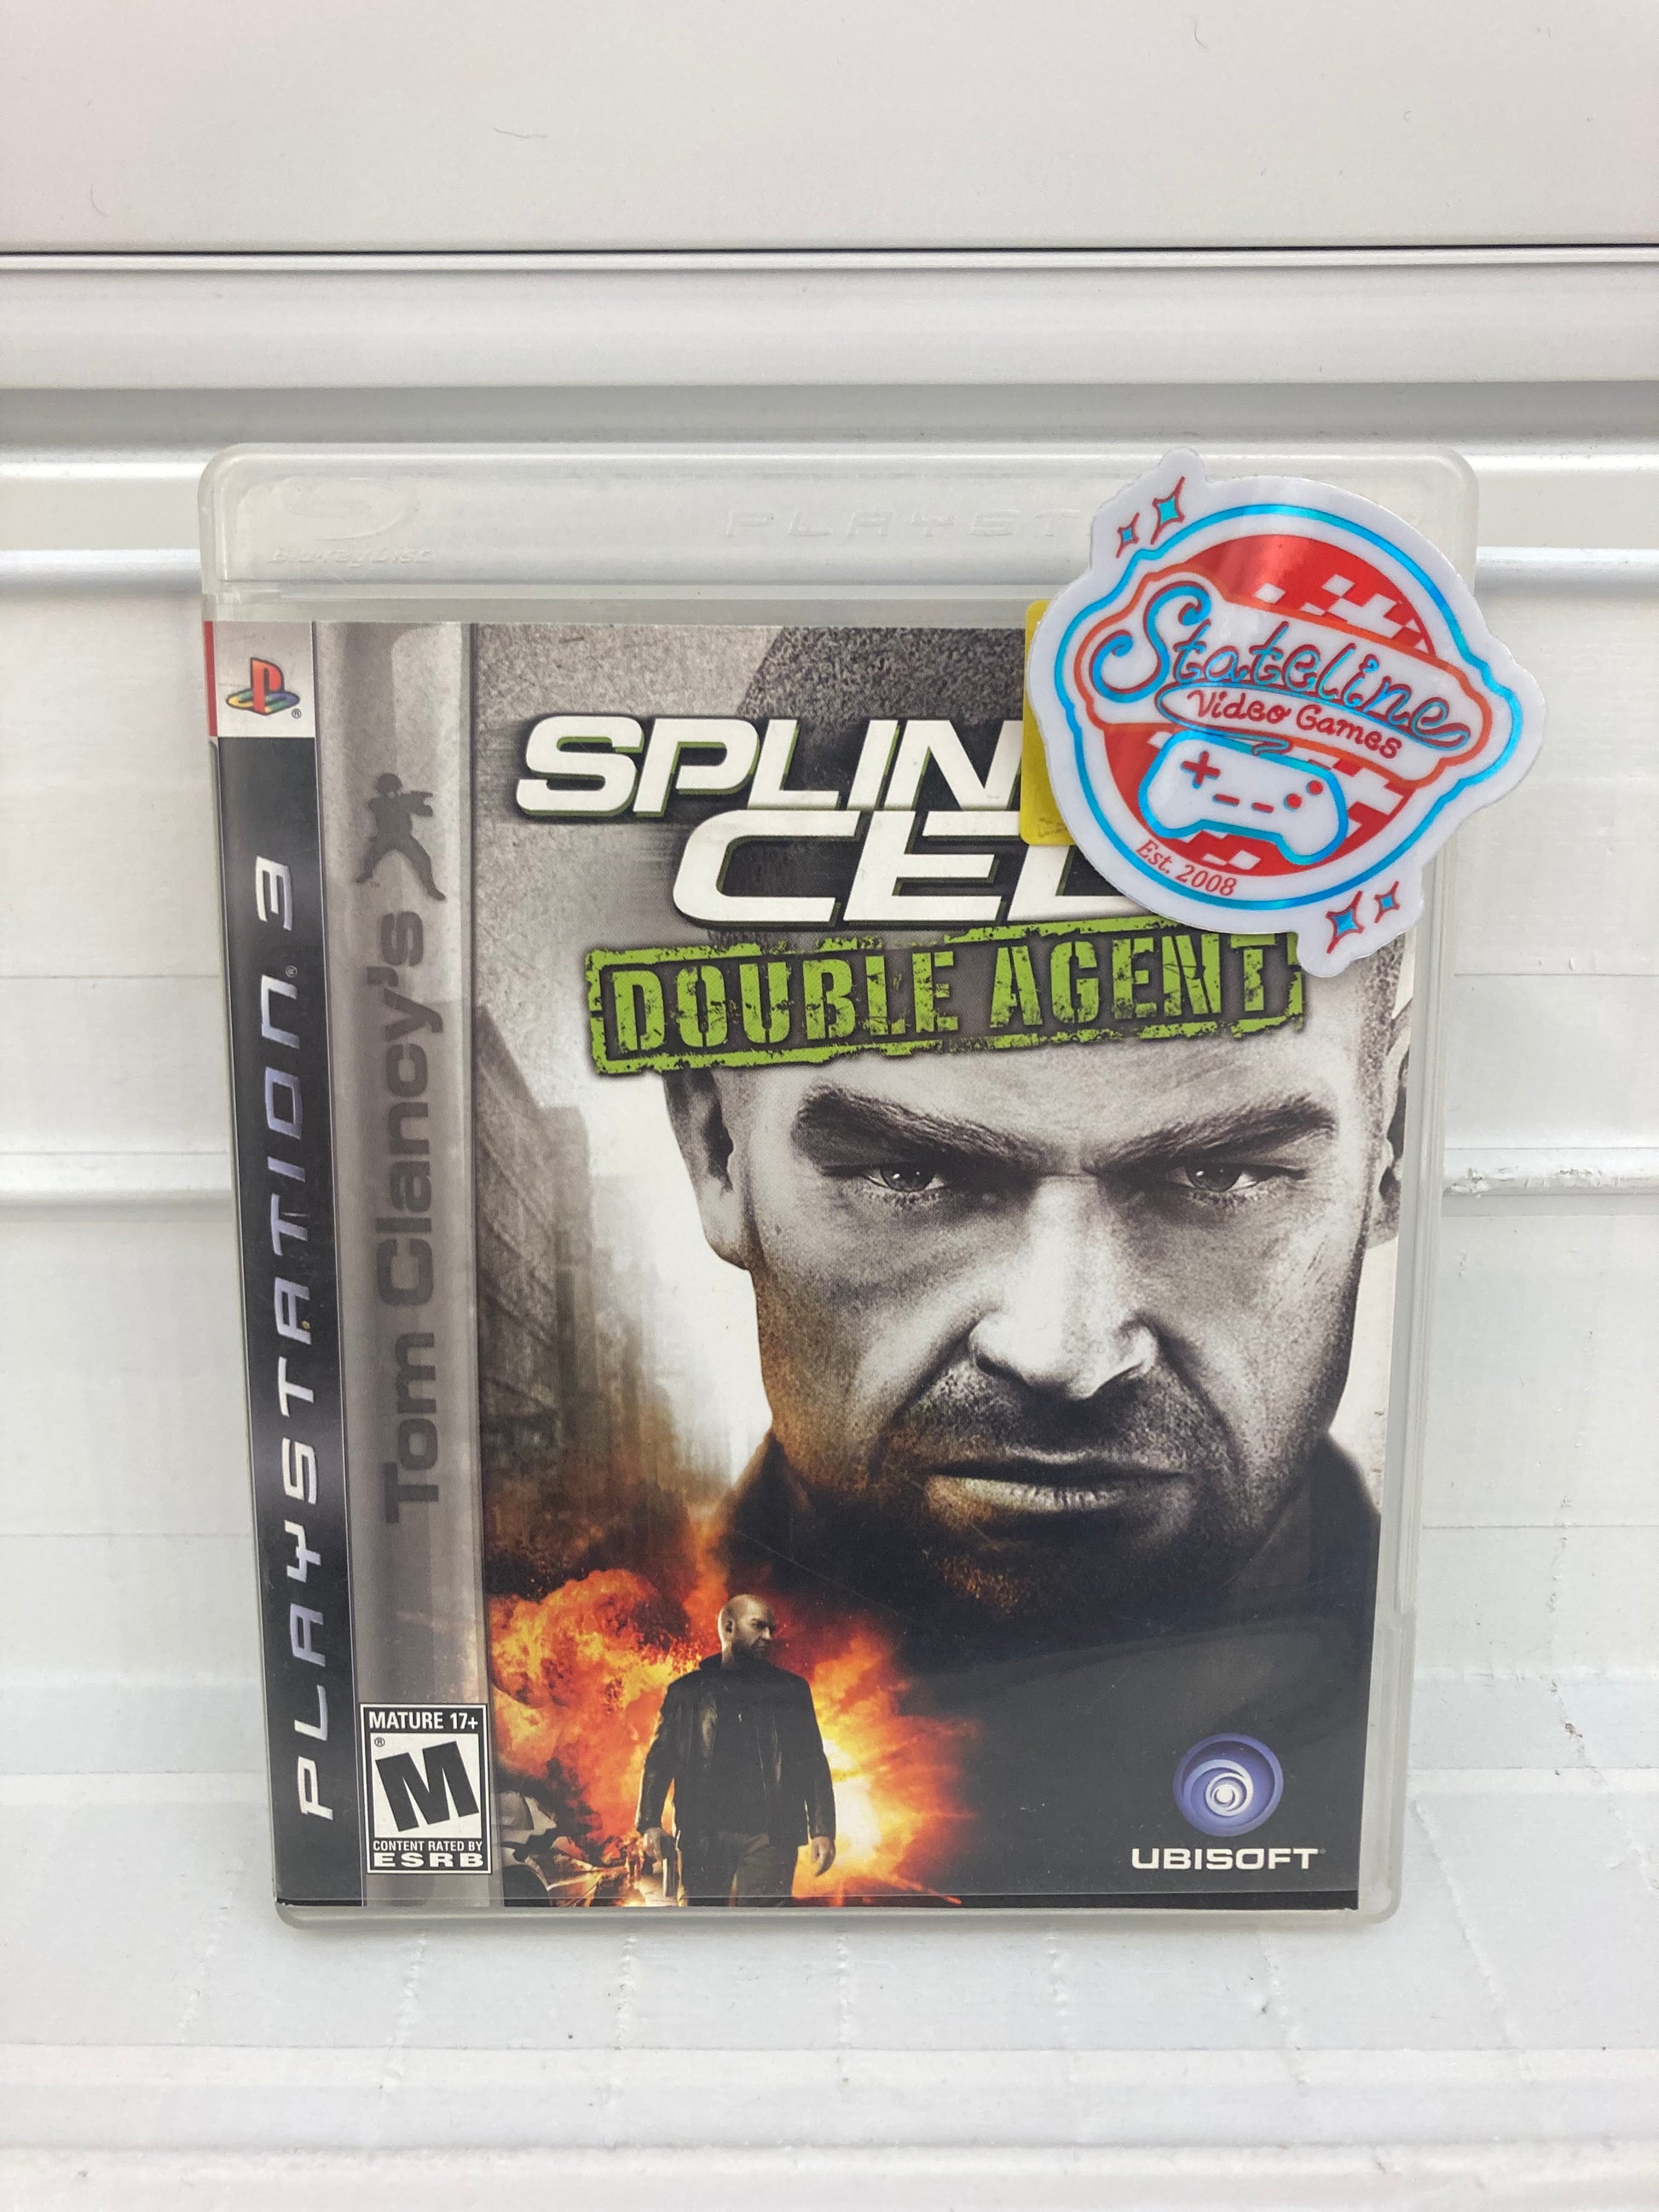 Blu-ray Disc
PLAYST
Stateline
Video Games
Est. 2008
PLAYSTATION 3
Tom Clancy's
SPLIN
CEL
DOUBLE AGENT
MATURE 17+
M
CONTENT RATED BY
ESRB
UBISOFT